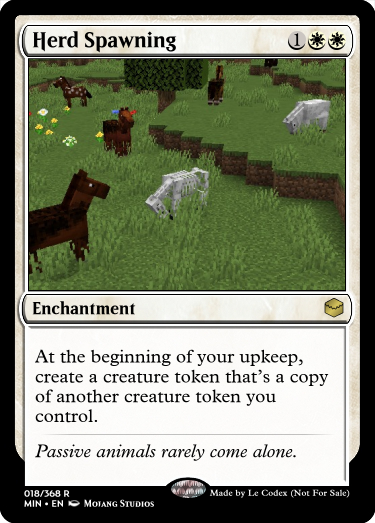 Herd Spawning 1
Enchantment
At the beginning of your upkeep,
create a creature token that's a copy
of another creature token you
control.
Passive animals rarely come alone.
018/368 R
MIN • EN Mojang Studios
Made by Le Codex (Not For Sale)